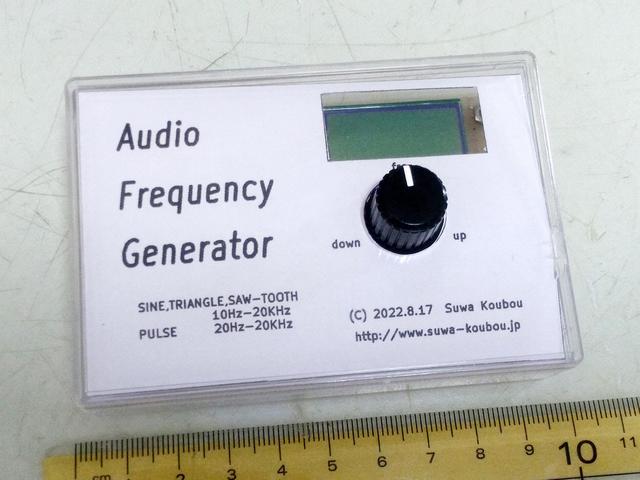 Audio
Frequency
Generator
down
up
SINE,TRIANGLE,SAW-TOOTH
10Hz-20KHz
PULSE 20Hz-20KHz
(C) 2022.8.17 Suwa Koubou
http://www.suwa-koubou.jp
cm 1 2 3 4 5 6 7 8 9 10 11